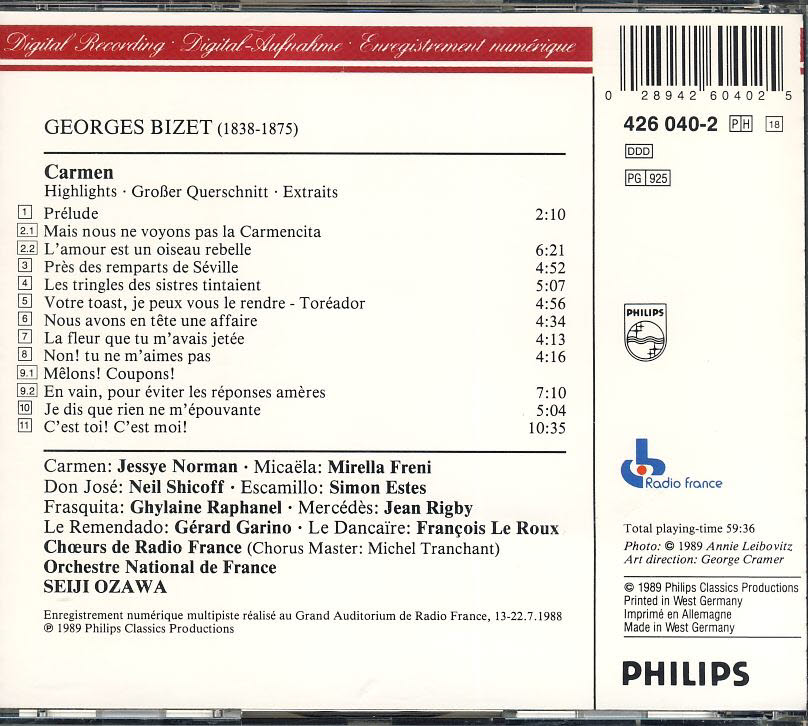 Digital Recording · Digital-Aufnahme · Enregistrement numérique
GEORGES BIZET (1838-1875)
Carmen
Highlights · Großer Querschnitt · Extraits
1 Prélude 2:10
2.1 Mais nous ne voyons pas la Carmencita
2.2 L'amour est un oiseau rebelle 6:21
3 Près des remparts de Séville 4:52
4 Les tringles des sistres tintaient 5:07
5 Votre toast, je peux vous le rendre - Toréador 4:56
6 Nous avons en tête une affaire 4:34
7 La fleur que tu m'avais jetée 4:13
8 Non! tu ne m'aimes pas 4:16
9.1 Mêlons! Coupons!
9.2 En vain, pour éviter les réponses amères 7:10
10 Je dis que rien ne m'épouvante 5:04
11 C'est toi! C'est moi! 10:35
Carmen: Jessye Norman · Micaëla: Mirella Freni
Don José: Neil Shicoff · Escamillo: Simon Estes
Frasquita: Ghylaine Raphanel · Mercédès: Jean Rigby
Le Remendado: Gérard Garino · Le Dancaïre: François Le Roux
Chœurs de Radio France (Chorus Master: Michel Tranchant)
Orchestre National de France
SEIJI OZAWA
Enregistrement numérique multipiste réalisé au Grand Auditorium de Radio France, 13-22.7.1988
℗ 1989 Philips Classics Productions
0 28942 60402 5
426 040-2 PH 18
DDD
PG 925
PHILIPS
Radio france
Total playing-time 59:36
Photo: © 1989 Annie Leibovitz
Art direction: George Cramer
© 1989 Philips Classics Productions
Printed in West Germany
Imprimé en Allemagne
Made in West Germany
PHILIPS